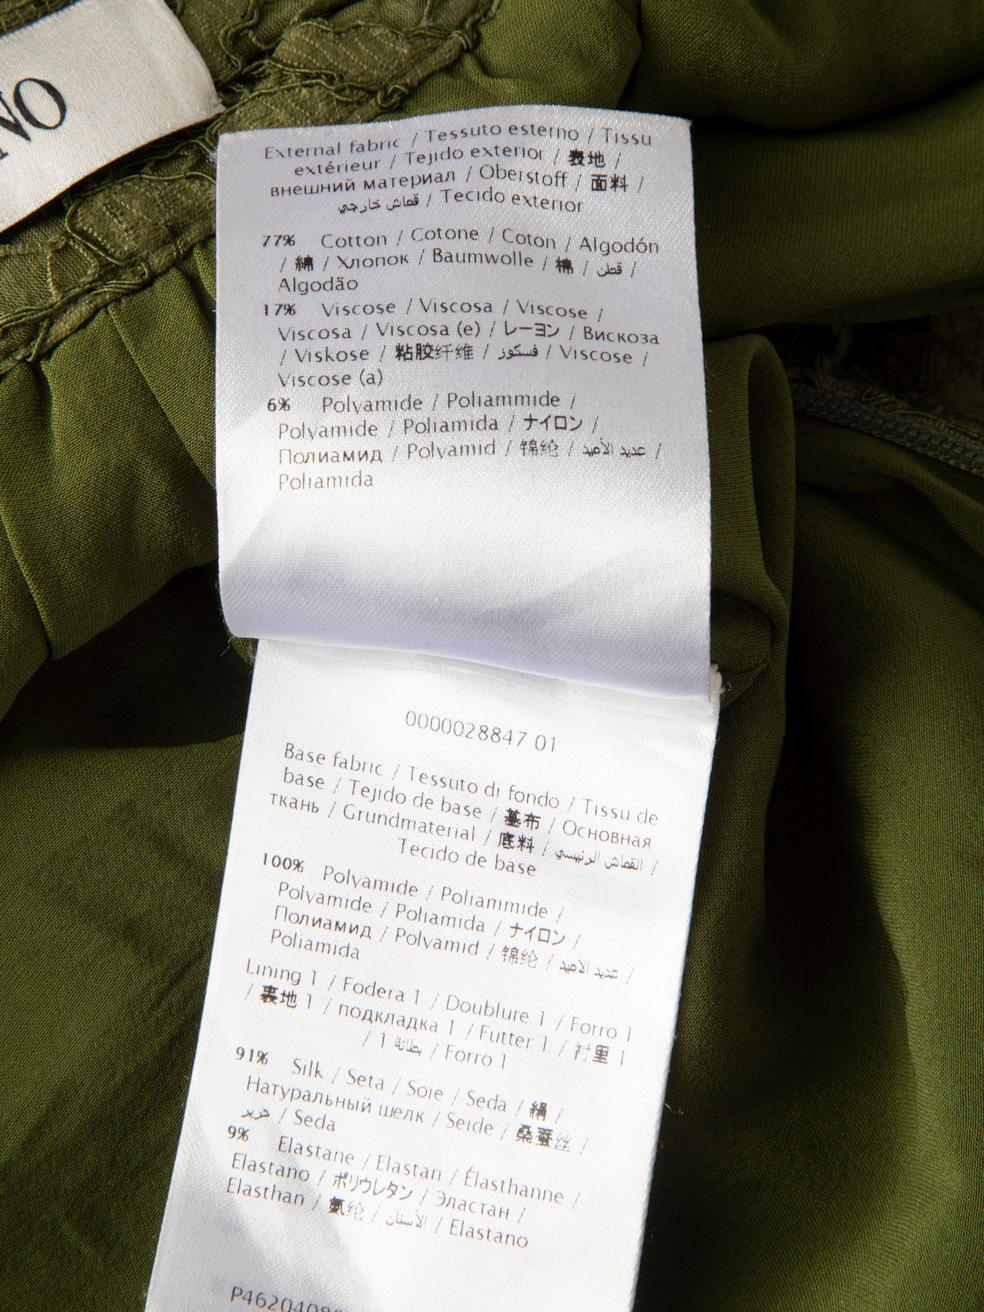 NO
External fabric / Tessuto esterno / Tissu
extérieur / Tejido exterior / 表地 /
внешний материал / Oberstoff / 面料 /
قماش خارجي / Tecido exterior
77% Cotton / Cotone / Coton / Algodón
/ 綿 / Хлопок / Baumwolle / 棉 / قطن /
Algodão
17% Viscose / Viscosa / Viscose /
Viscosa / Viscosa (e) / レーヨン / Вискоза
/ Viskose / 粘胶纤维 / فسكوز / Viscose /
Viscose (a)
6% Polyamide / Poliammide /
Polyamide / Poliamida / ナイロン /
Полиамид / Polyamid / 锦纶 / عديد الأميد /
Poliamida
0000028847 01
Base fabric / Tessuto di fondo / Tissu de
base / Tejido de base / 基布 / Основная
ткань / Grundmaterial / 底料 / القماش الرئيسي /
Tecido de base
100% Polyamide / Poliammide /
Polyamide / Poliamida / ナイロン /
Полиамид / Polyamid / 锦纶 / عديد الاميد /
Poliamida
Lining 1 / Fodera 1 / Doublure 1 / Forro 1
/ 裏地 1 / подкладка 1 / Futter 1 / 衬里 1
/ بطانة 1 / Forro 1
91% Silk / Seta / Soie / Seda / 絹 /
Натуральный шелк / Seide / 桑蚕丝 /
حرير / Seda
9% Elastane / Elastan / Élasthanne /
Elastano / ポリウレタン / Эластан /
Elasthan / 氨纶 / الأستان / Elastano
P46204098